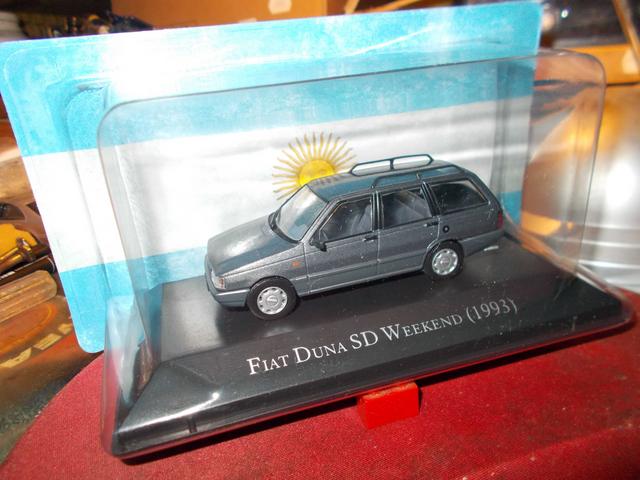 FIAT DUNA SD WEEKEND (1993)